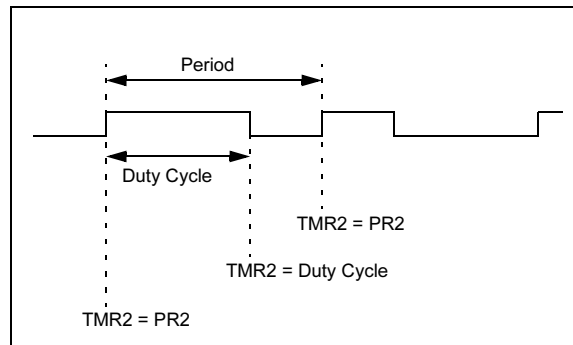 Period
Duty Cycle
TMR2 = PR2
TMR2 = Duty Cycle
TMR2 = PR2